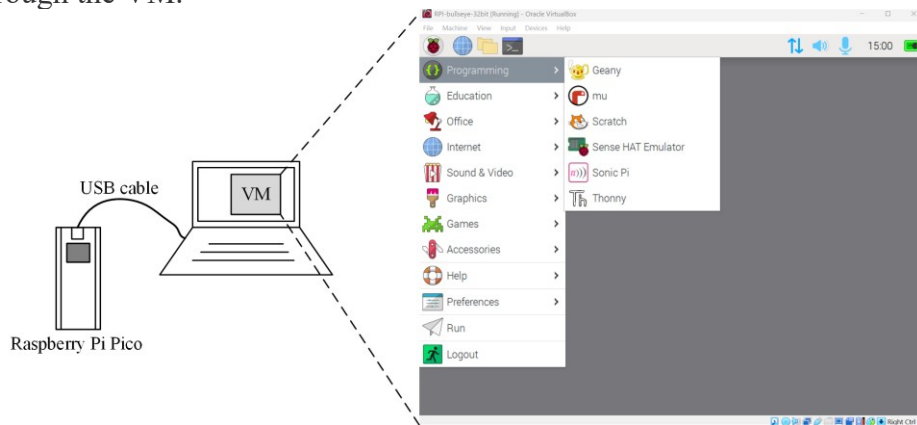 rough the VM.
RPI-bullseye-32bit [Running] - Oracle VirtualBox
File Machine View Input Devices Help
15:00
Programming
Education
Office
Internet
Sound & Video
Graphics
Games
Accessories
Help
Preferences
Run
Logout
Geany
mu
Scratch
Sense HAT Emulator
Sonic Pi
Th Thonny
Right Ctrl
USB cable
VM
Raspberry Pi Pico